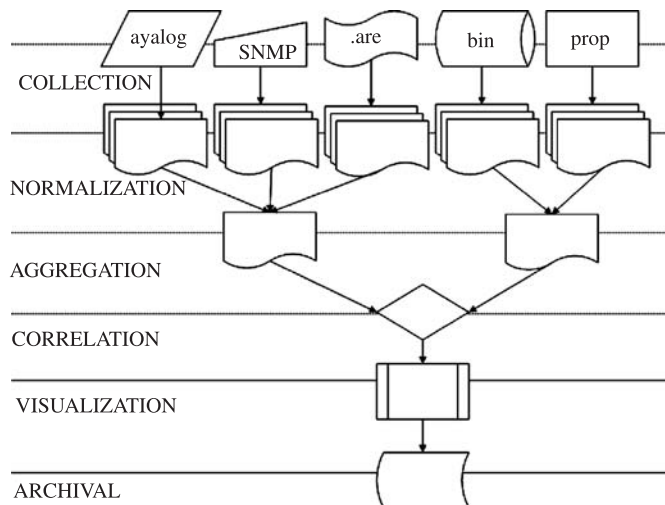 ayalog
SNMP
.are
bin
prop
COLLECTION
NORMALIZATION
AGGREGATION
CORRELATION
VISUALIZATION
ARCHIVAL